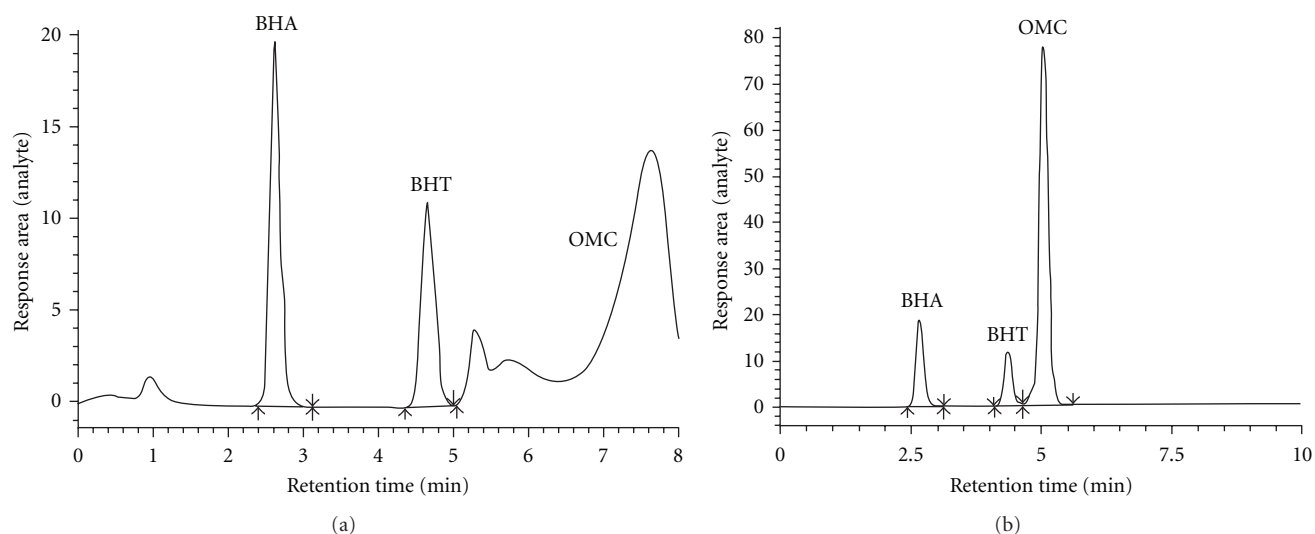 BHA
20
15
10
5
0
Response area (analyte)
BHT
OMC
0 1 2 3 4 5 6 7 8
Retention time (min)
(a)
OMC
80
70
60
50
40
30
20
10
0
Response area (analyte)
BHA
BHT
0 2.5 5 7.5 10
Retention time (min)
(b)